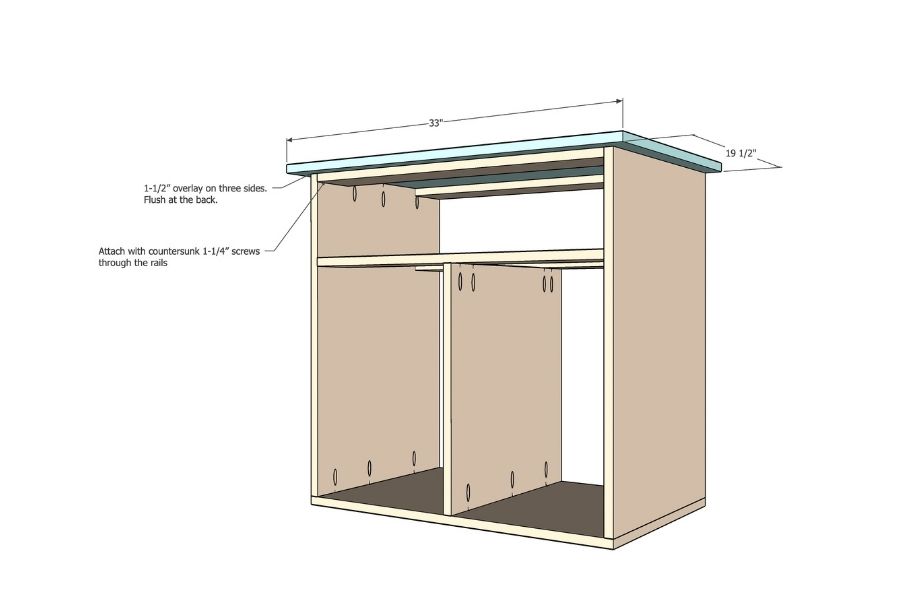 33"
19 1/2"
1-1/2" overlay on three sides.
Flush at the back.
Attach with countersunk 1-1/4" screws
through the rails